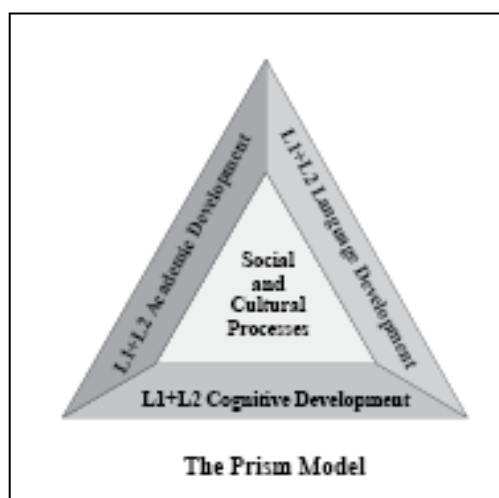 L1+L2 Academic Development
L1+L2 Language Development
Social
and
Cultural
Processes
L1+L2 Cognitive Development
The Prism Model